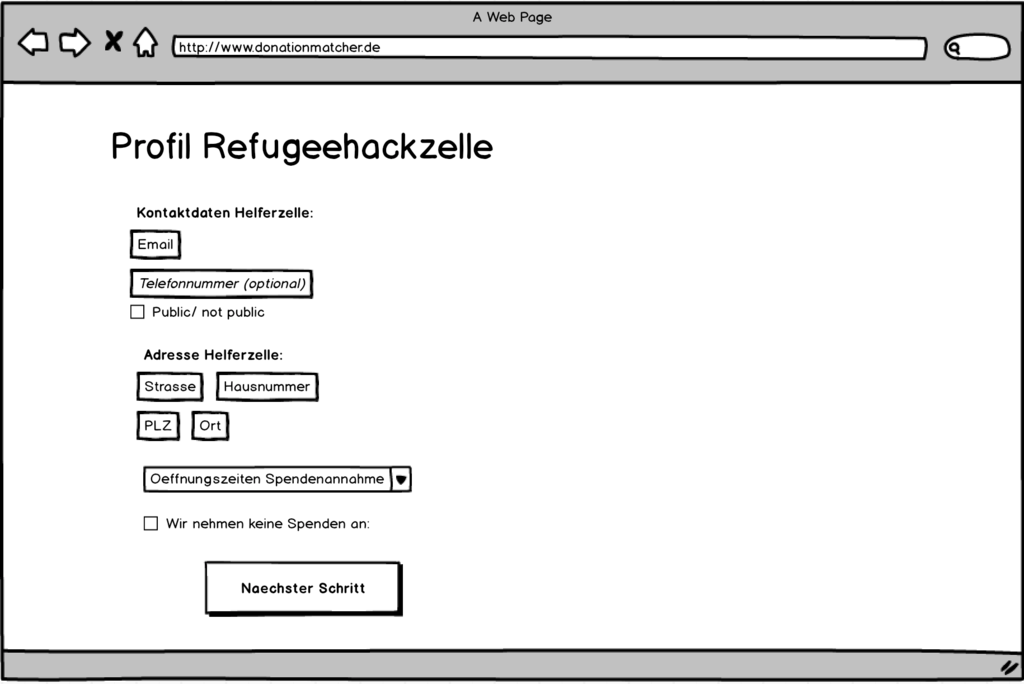 A Web Page
http://www.donationmatcher.de
Profil Refugeehackzelle
Kontaktdaten Helferzelle:
Email
Telefonnummer (optional)
Public/ not public
Adresse Helferzelle:
Strasse Hausnummer
PLZ Ort
Oeffnungszeiten Spendenannahme
Wir nehmen keine Spenden an:
Naechster Schritt